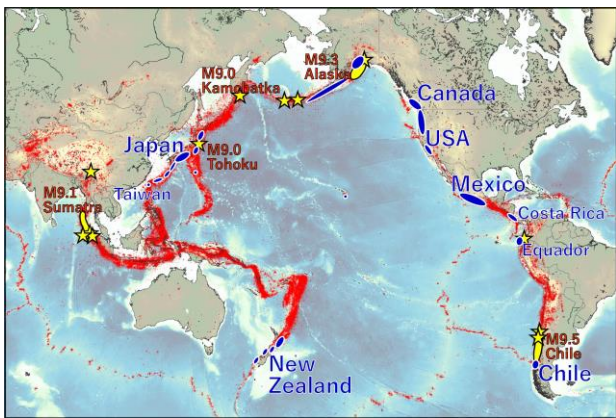 M9.3
Alaska
M9.0
Kamchatka
Canada
USA
Japan
M9.0
Tohoku
Taiwan
M9.1
Sumatra
Mexico
Costa Rica
Equador
M9.5
Chile
Chile
New
Zealand